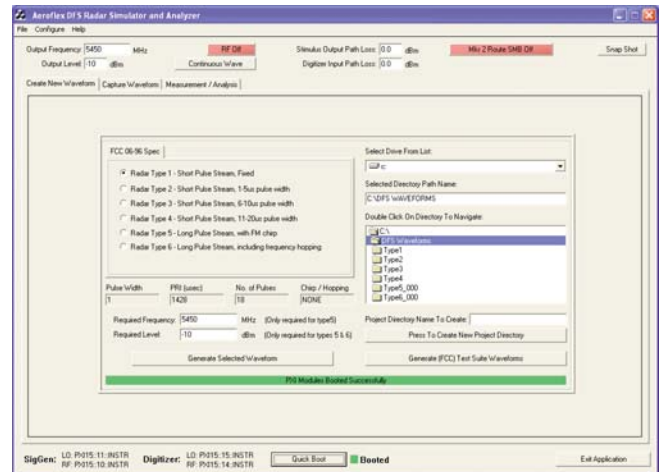 Aeroflex DFS Radar Simulator and Analyzer
File Configure Help
Output Frequency: 5450 MHz RF Off Stimulus Output Path Loss: 0.0 dBm Mkr 2 Route SMB Off Snap Shot
Output Level: -10 dBm Continuous Wave Digitizer Input Path Loss: 0.0 dBm
Create New Waveform Capture Waveform Measurement / Analysis
FCC 06-96 Spec
Radar Type 1 - Short Pulse Stream, Fixed
Radar Type 2 - Short Pulse Stream, 1-5us pulse width
Radar Type 3 - Short Pulse Stream, 6-10us pulse width
Radar Type 4 - Short Pulse Stream, 11-20us pulse width
Radar Type 5 - Long Pulse Stream, with FM chirp
Radar Type 6 - Long Pulse Stream, including frequency hopping
Pulse Width PRI (usec) No. of Pulses Chirp / Hopping
1 1428 18 NONE
Required Frequency: 5450 MHz (Only required for type5)
Required Level: -10 dBm (Only required for types 5 & 6)
Generate Selected Waveform
Select Drive From List:
c:
Selected Directory Path Name:
C:\DFS WAVEFORMS
Double Click On Directory To Navigate:
C:\
DFS Waveforms
Type1
Type2
Type3
Type4
Type5_000
Type6_000
Project Directory Name To Create:
Press To Create New Project Directory
Generate (FCC) Test Suite Waveforms
PXI Modules Booted Successfully
SigGen: LO: PXI15::11::INSTR Digitizer: LO: PXI15::15::INSTR Quick Boot Booted Exit Application
RF: PXI15::10::INSTR RF: PXI15::14::INSTR